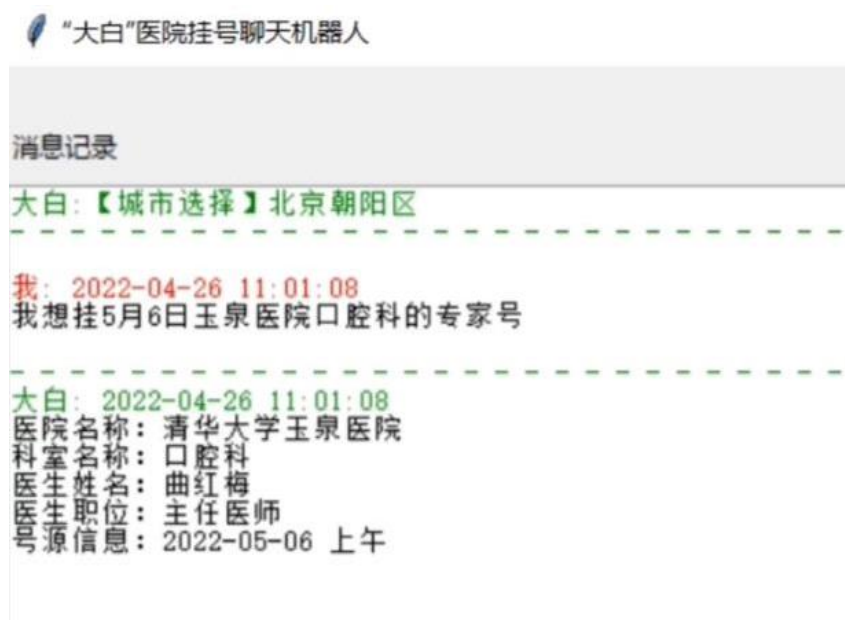 “大白”医院挂号聊天机器人
消息记录
大白:【城市选择】北京朝阳区
我: 2022-04-26 11:01:08
我想挂5月6日玉泉医院口腔科的专家号
大白: 2022-04-26 11:01:08
医院名称：清华大学玉泉医院
科室名称：口腔科
医生姓名：曲红梅
医生职位：主任医师
号源信息：2022-05-06 上午